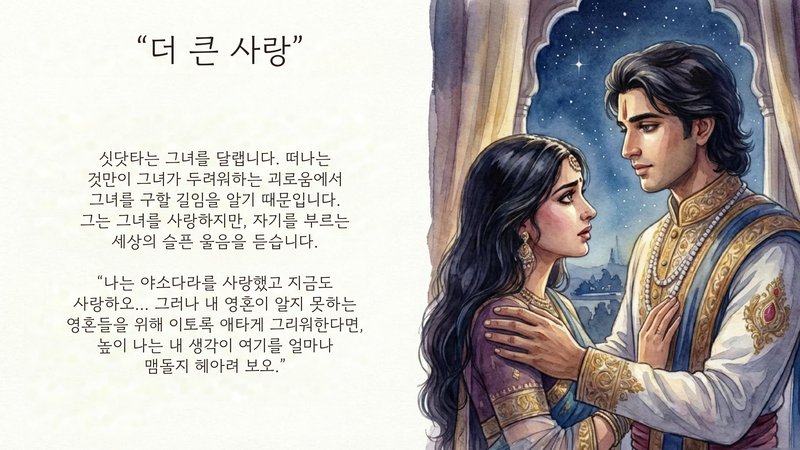 “더 큰 사랑”
싯닷타는 그녀를 달랩니다. 떠나는
것만이 그녀가 두려워하는 괴로움에서
그녀를 구할 길임을 알기 때문입니다.
그는 그녀를 사랑하지만, 자기를 부르는
세상의 슬픈 울음을 듣습니다.
“나는 야소다라를 사랑했고 지금도
사랑하오... 그러나 내 영혼이 알지 못하는
영혼들을 위해 이토록 애타게 그리워한다면,
높이 나는 내 생각이 여기를 얼마나
맴돌지 헤아려 보오.”